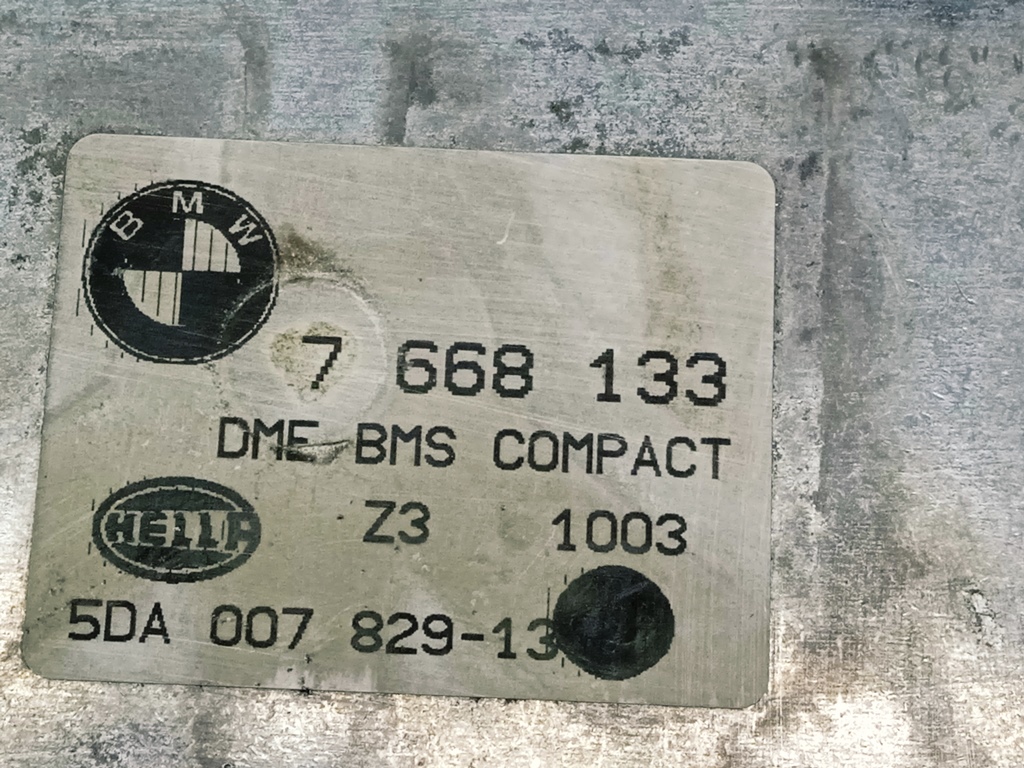 BMW
7 668 133
DME BMS COMPACT
HELLA Z3 1003
5DA 007 829-13